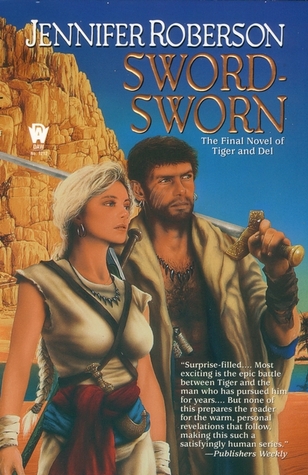 JENNIFER ROBERSON
SWORD-
SWORN
The Final Novel of
Tiger and Del
DAW
"Surprise-filled.... Most
exciting is the epic battle
between Tiger and the
man who has pursued him
for years.... But none of
this prepares the reader
for the warm, personal
relations that follow,
making this such a
satisfyingly human series."
—Publishers Weekly